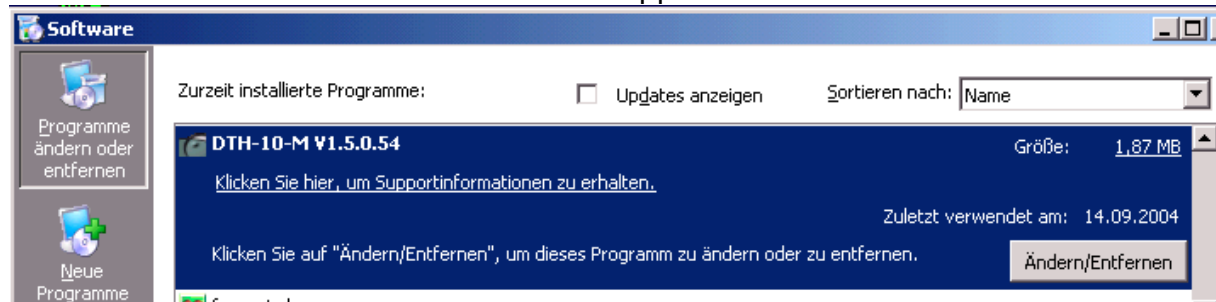 Software
Programme
ändern oder
entfernen
Neue
Programme
Zurzeit installierte Programme:
Updates anzeigen
Sortieren nach: Name
DTH-10-M V1.5.0.54
Größe: 1,87 MB
Klicken Sie hier, um Supportinformationen zu erhalten.
Zuletzt verwendet am: 14.09.2004
Klicken Sie auf "Ändern/Entfernen", um dieses Programm zu ändern oder zu entfernen.
Ändern/Entfernen